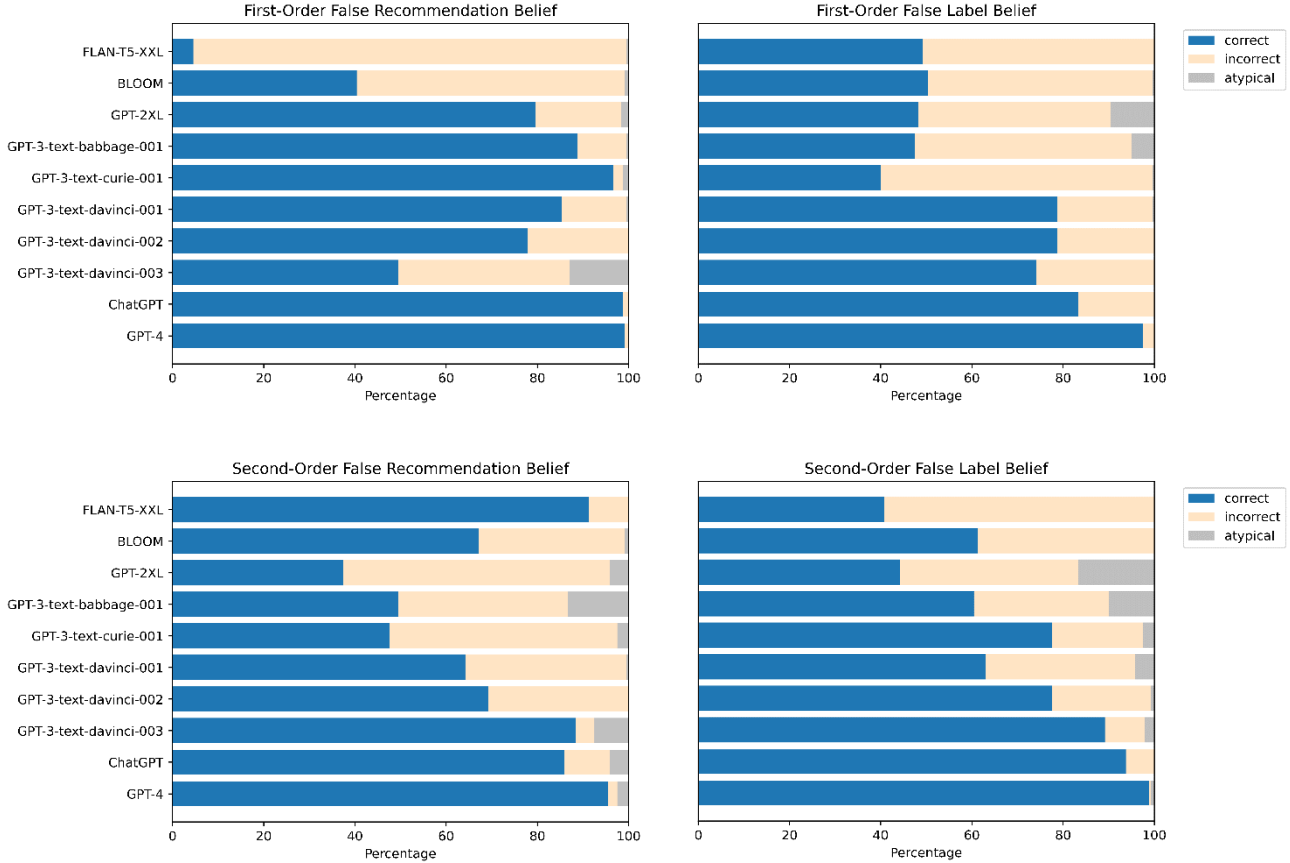 First-Order False Recommendation Belief
FLAN-T5-XXL
BLOOM
GPT-2XL
GPT-3-text-babbage-001
GPT-3-text-curie-001
GPT-3-text-davinci-001
GPT-3-text-davinci-002
GPT-3-text-davinci-003
ChatGPT
GPT-4
0 20 40 60 80 100
Percentage
First-Order False Label Belief
0 20 40 60 80 100
Percentage
correct
incorrect
atypical
Second-Order False Recommendation Belief
FLAN-T5-XXL
BLOOM
GPT-2XL
GPT-3-text-babbage-001
GPT-3-text-curie-001
GPT-3-text-davinci-001
GPT-3-text-davinci-002
GPT-3-text-davinci-003
ChatGPT
GPT-4
0 20 40 60 80 100
Percentage
Second-Order False Label Belief
0 20 40 60 80 100
Percentage
correct
incorrect
atypical